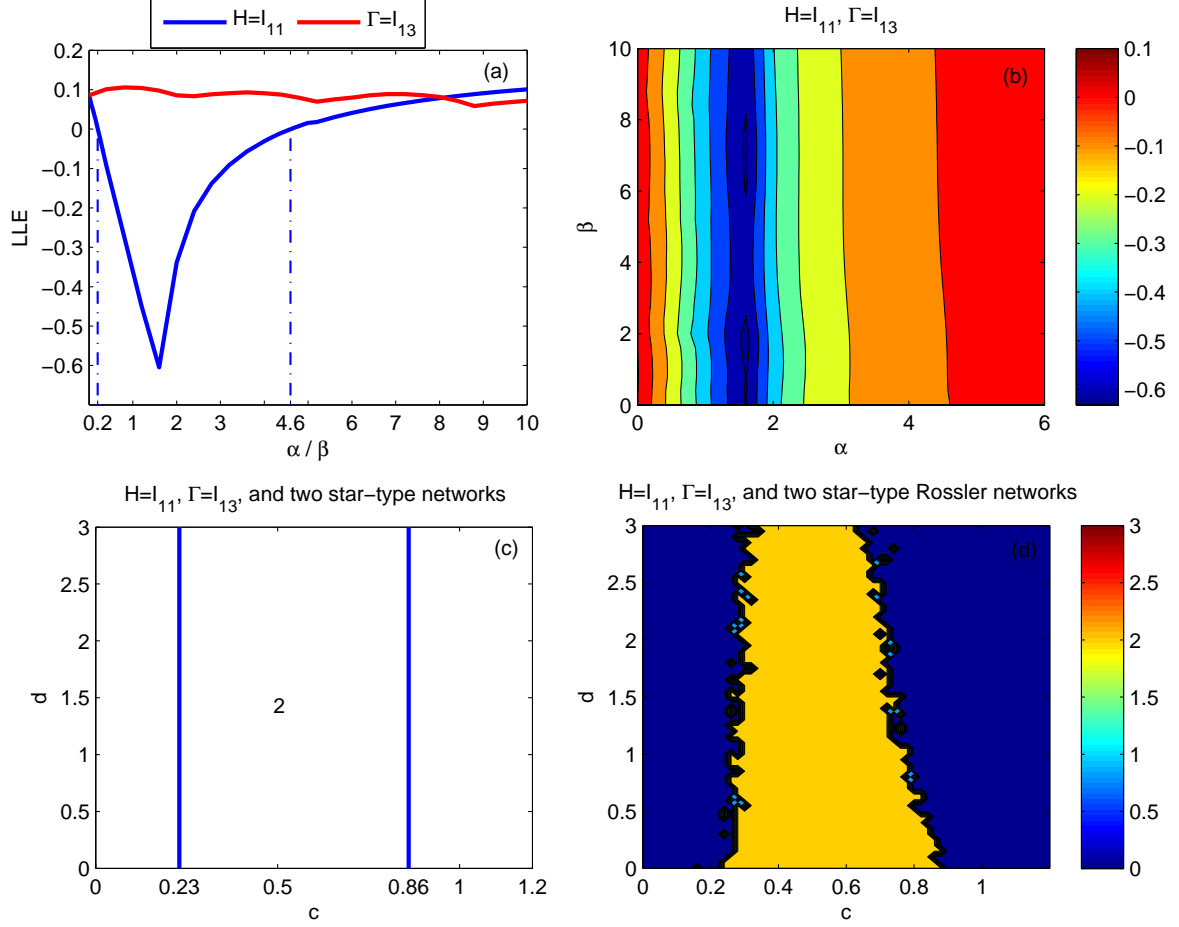 H=I11 Γ=I13
(a)
LLE
0.2
0.1
0
−0.1
−0.2
−0.3
−0.4
−0.5
−0.6
0.2 1 2 3 4 4.6 6 7 8 9 10
α / β
H=I11, Γ=I13
(b)
β
10
8
6
4
2
0
0 2 4 6
α
0.1
0
−0.1
−0.2
−0.3
−0.4
−0.5
−0.6
H=I11, Γ=I13, and two star−type networks
(c)
d
3
2.5
2
1.5
1
0.5
0
2
0 0.23 0.5 0.86 1 1.2
c
H=I11, Γ=I13, and two star−type Rossler networks
(d)
d
3
2.5
2
1.5
1
0.5
0
0 0.2 0.4 0.6 0.8 1
c
3
2.5
2
1.5
1
0.5
0